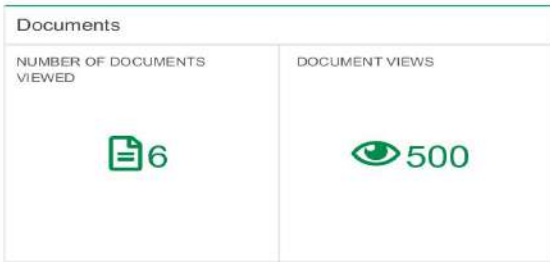 Documents
NUMBER OF DOCUMENTS
VIEWED
6
DOCUMENT VIEWS
500